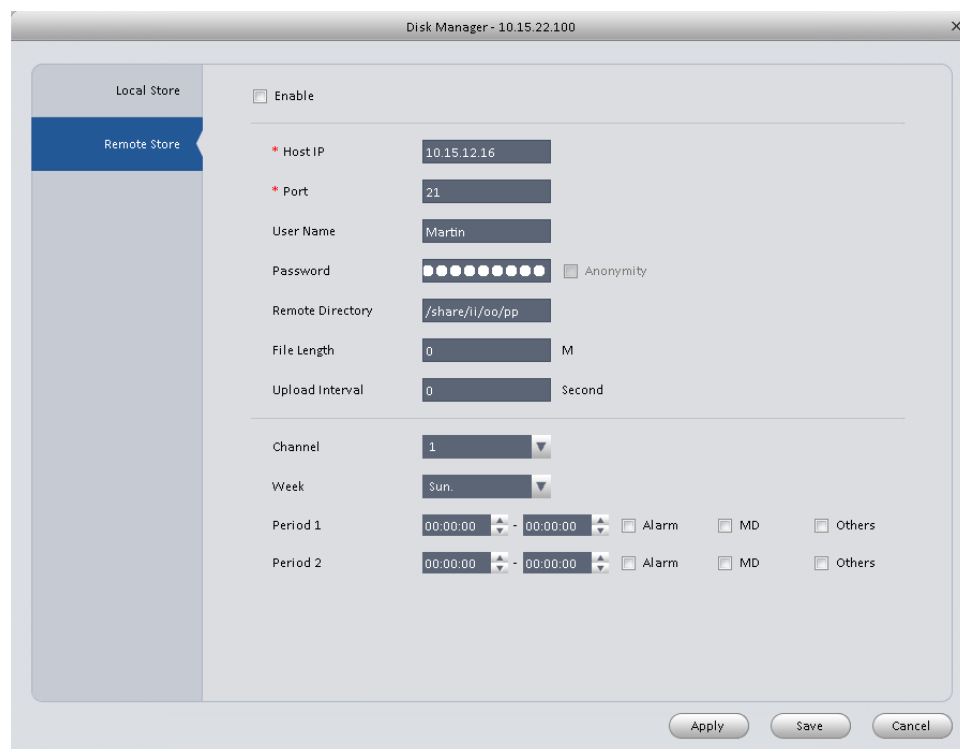 Disk Manager - 10.15.22.100
Local Store
Remote Store
Enable
* Host IP 10.15.12.16
* Port 21
User Name Martin
Password Anonymity
Remote Directory /share/ii/oo/pp
File Length 0 M
Upload Interval 0 Second
Channel 1
Week Sun.
Period 1 00:00:00 - 00:00:00 Alarm MD Others
Period 2 00:00:00 - 00:00:00 Alarm MD Others
Apply Save Cancel